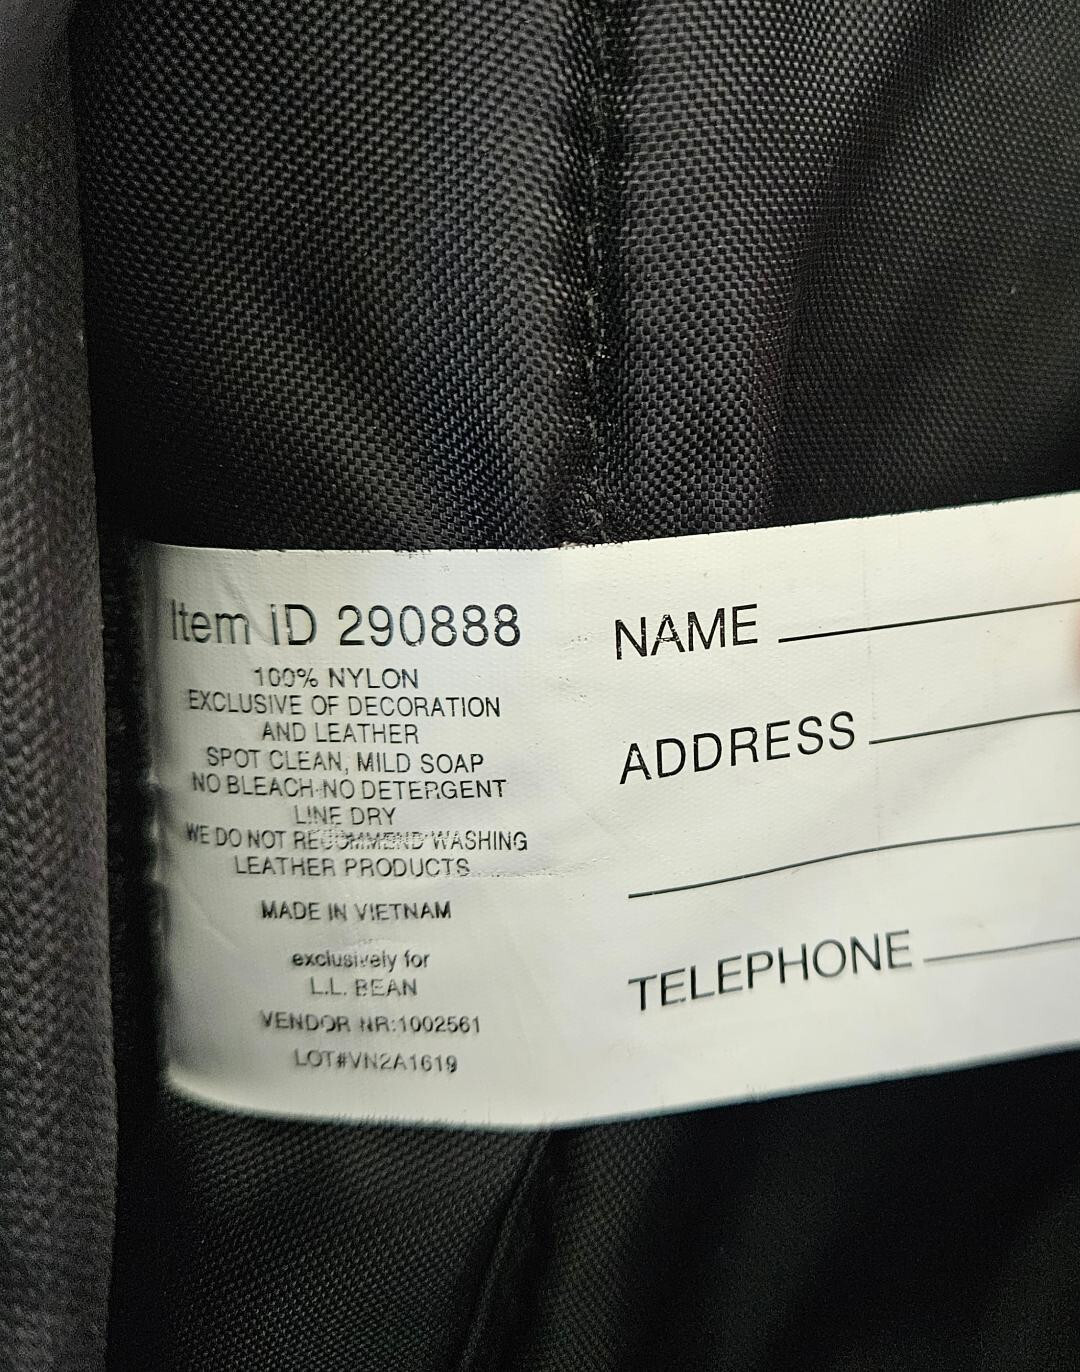 Item ID 290888
100% NYLON
EXCLUSIVE OF DECORATION
AND LEATHER
SPOT CLEAN, MILD SOAP
NO BLEACH-NO DETERGENT
LINE DRY
WE DO NOT RECOMMEND WASHING
LEATHER PRODUCTS
MADE IN VIETNAM
exclusively for
L.L. BEAN
VENDOR NR:1002561
LOT#VN2A1619
NAME
ADDRESS
TELEPHONE